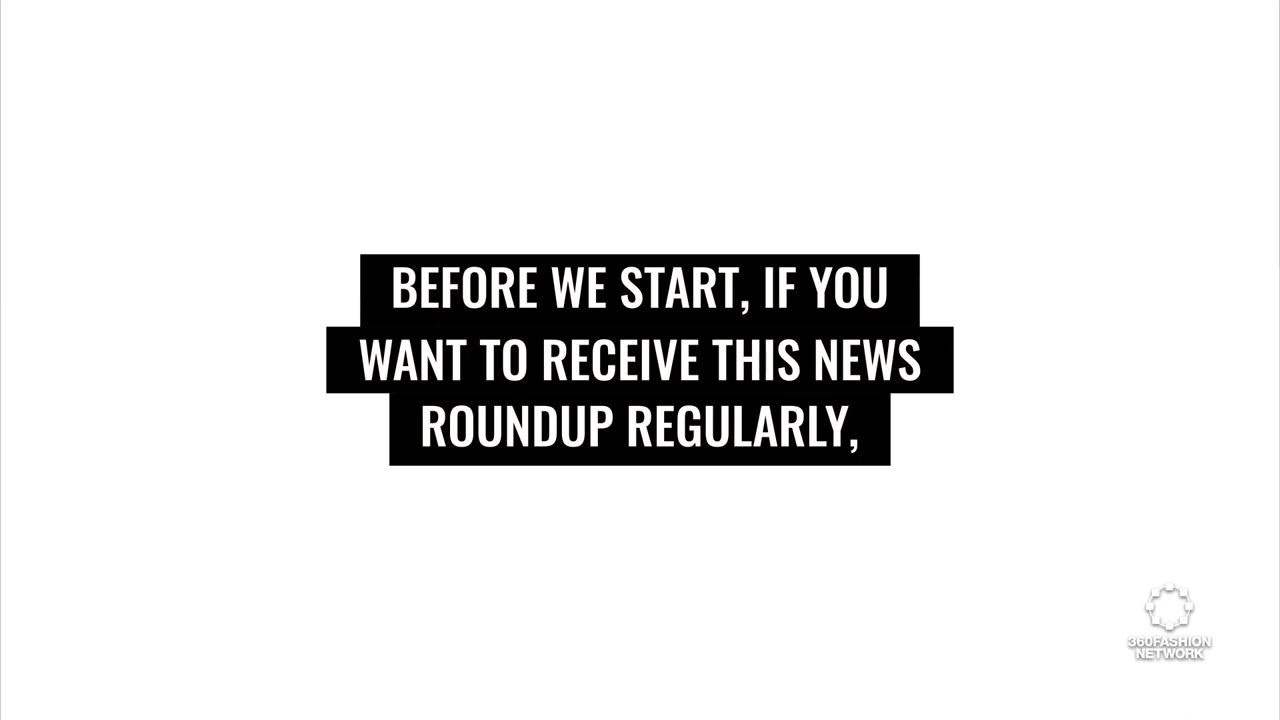 BEFORE WE START, IF YOU
WANT TO RECEIVE THIS NEWS
ROUNDUP REGULARLY,
360FASHION
NETWORK